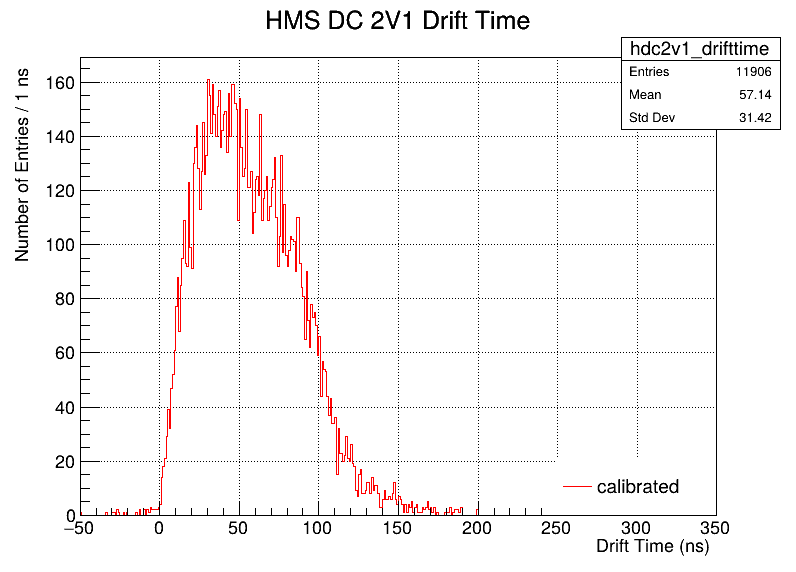 HMS DC 2V1 Drift Time
hdc2v1_drifttime
Entries 11906
Mean 57.14
Std Dev 31.42
Number of Entries / 1 ns
160
140
120
100
80
60
40
20
0
−50 0 50 100 150 200 250 300 350
calibrated
Drift Time (ns)